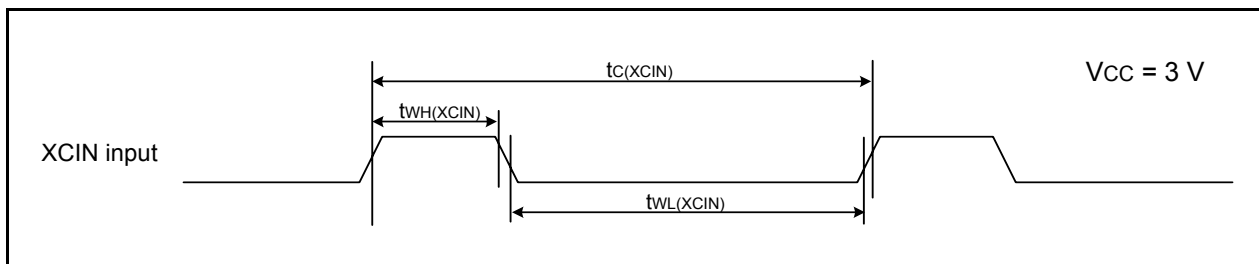 tC(XCIN)
VCC = 3 V
tWH(XCIN)
XCIN input
tWL(XCIN)